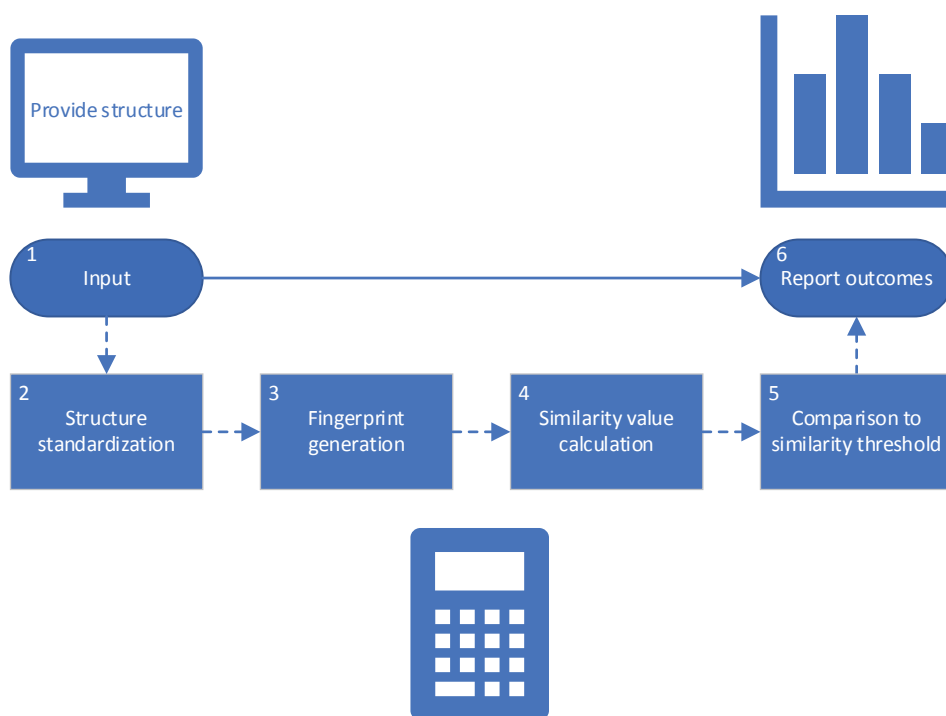 Provide structure
1
Input
6
Report outcomes
2
Structure
standardization
3
Fingerprint
generation
4
Similarity value
calculation
5
Comparison to
similarity threshold